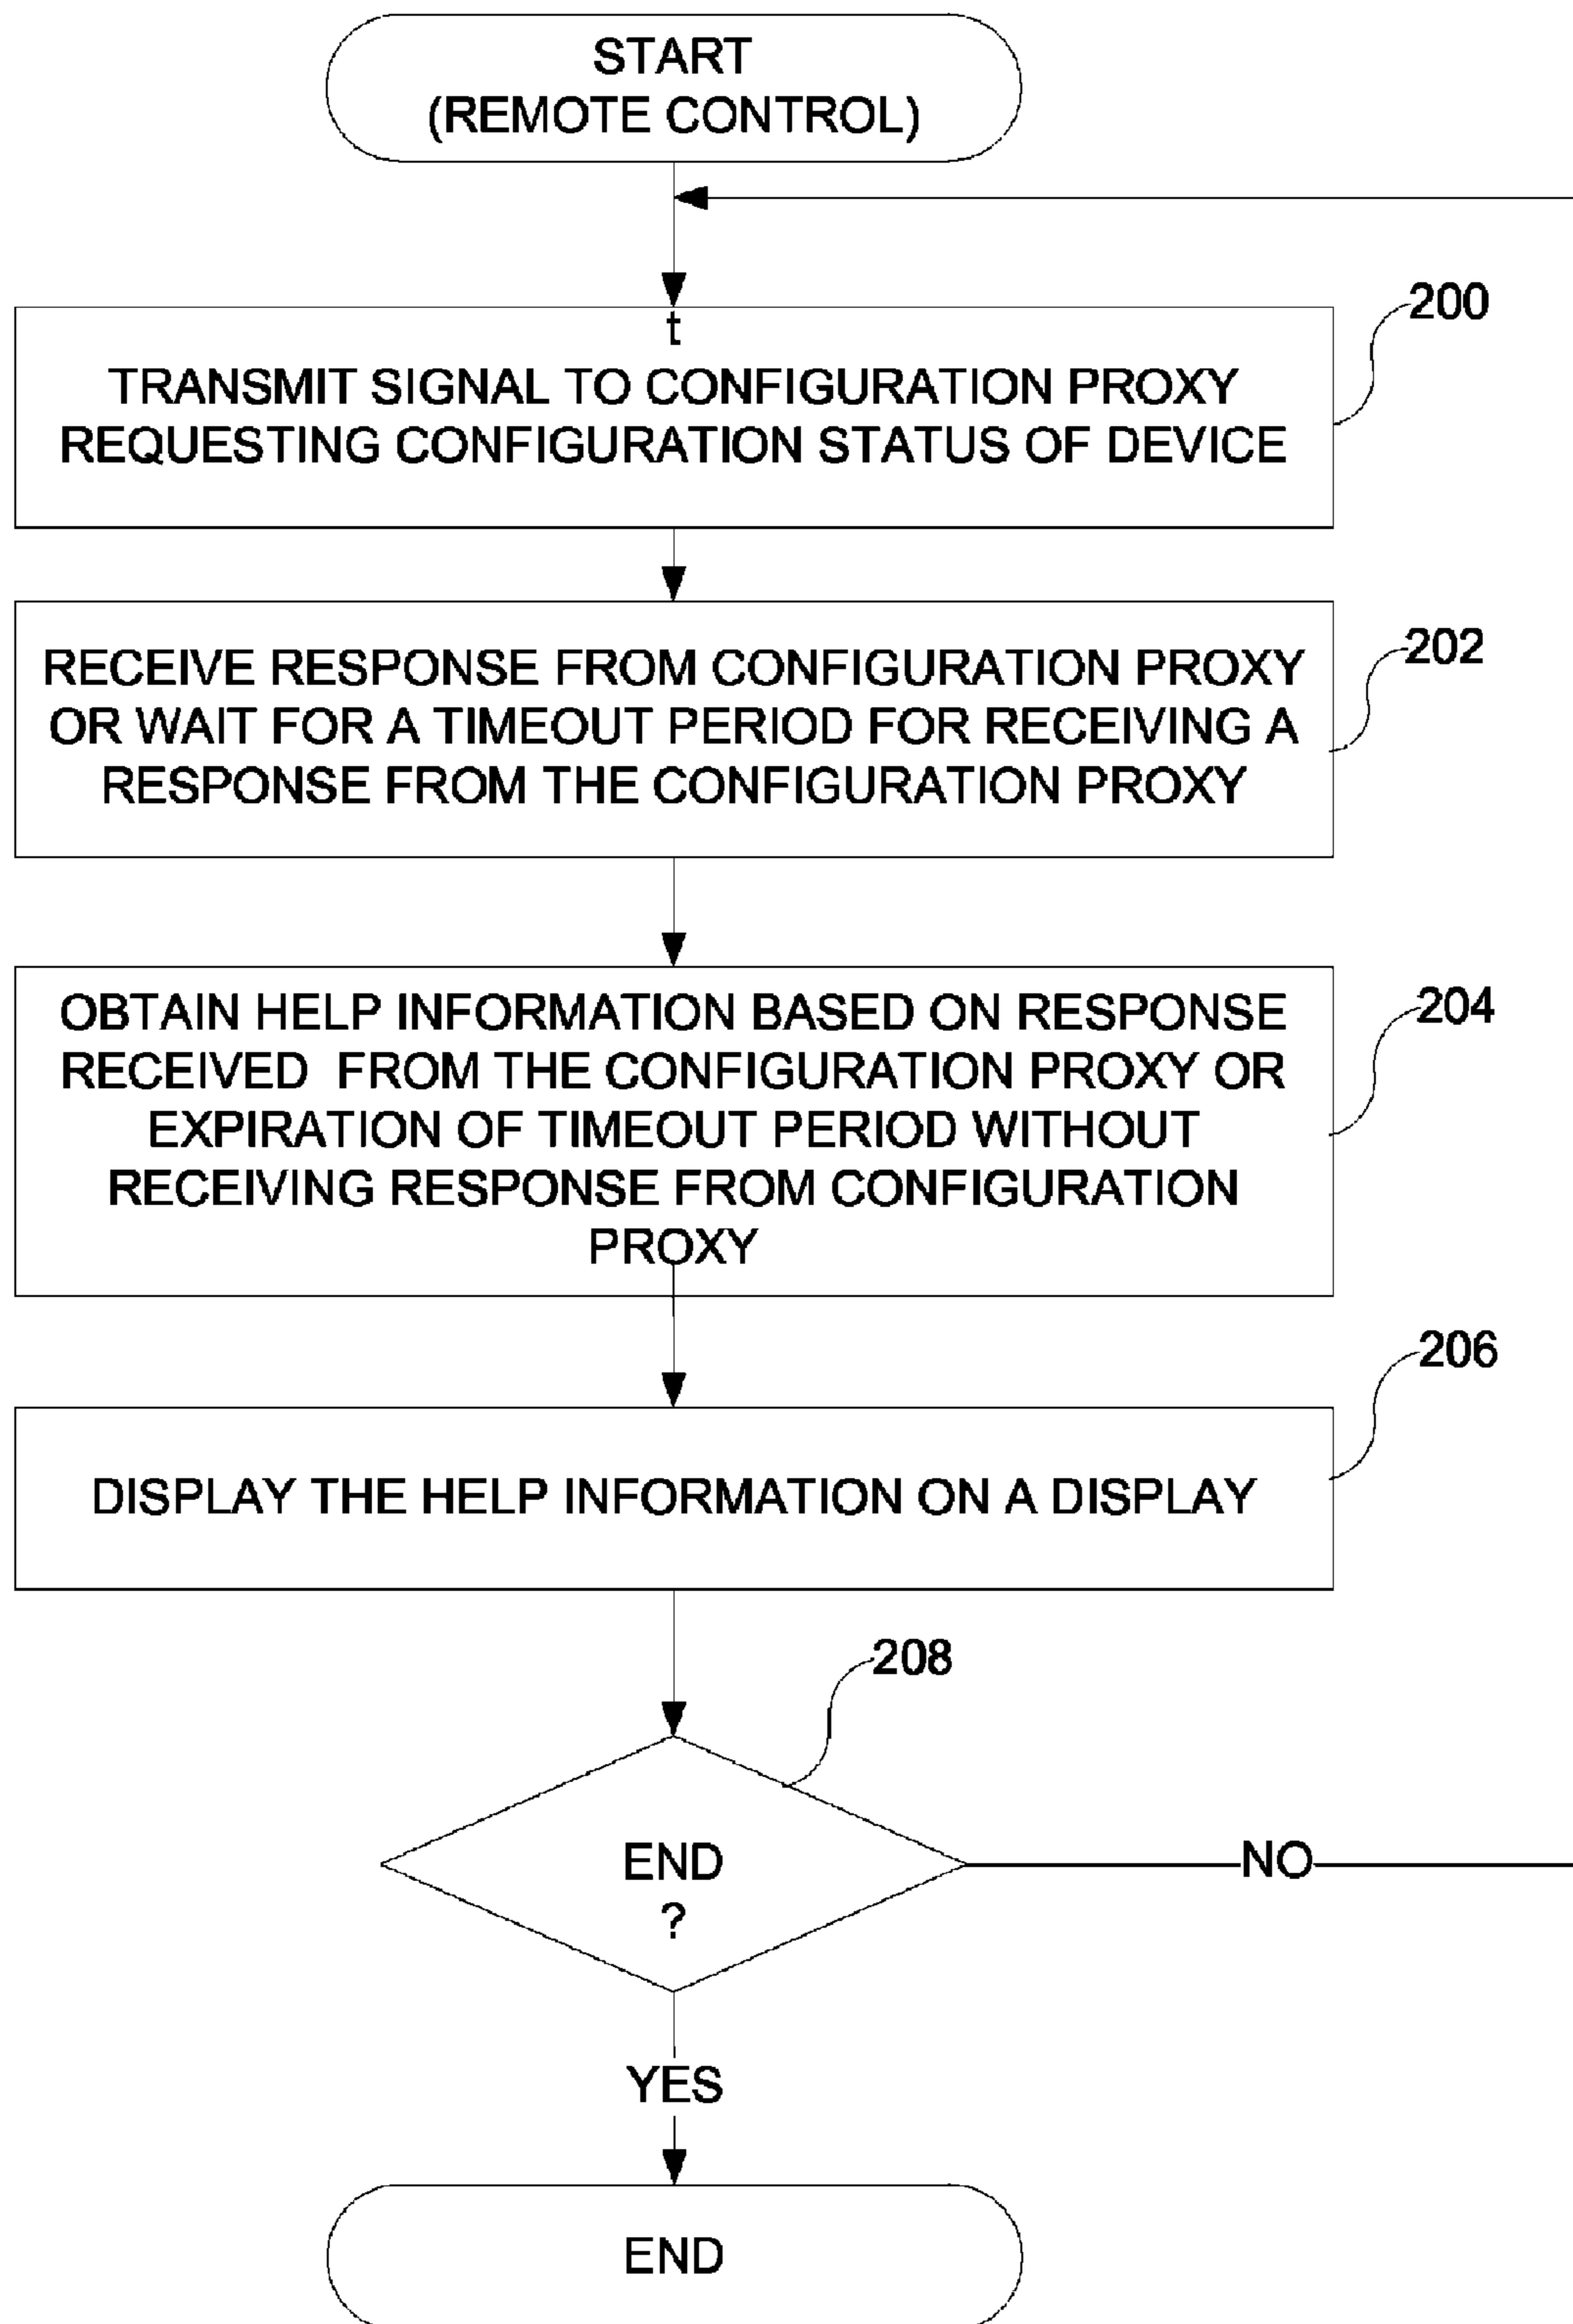 START
(REMOTE CONTROL)
200
t
TRANSMIT SIGNAL TO CONFIGURATION PROXY
REQUESTING CONFIGURATION STATUS OF DEVICE
202
RECEIVE RESPONSE FROM CONFIGURATION PROXY
OR WAIT FOR A TIMEOUT PERIOD FOR RECEIVING A
RESPONSE FROM THE CONFIGURATION PROXY
204
OBTAIN HELP INFORMATION BASED ON RESPONSE
RECEIVED FROM THE CONFIGURATION PROXY OR
EXPIRATION OF TIMEOUT PERIOD WITHOUT
RECEIVING RESPONSE FROM CONFIGURATION
PROXY
206
DISPLAY THE HELP INFORMATION ON A DISPLAY
208
END
?
NO
YES
END